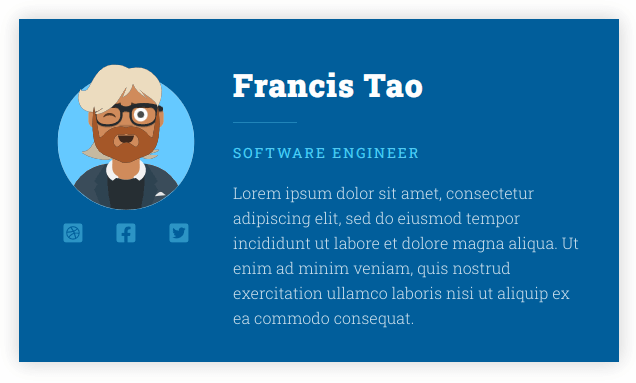 Francis Tao
SOFTWARE ENGINEER
Lorem ipsum dolor sit amet, consectetur
adipiscing elit, sed do eiusmod tempor
incididunt ut labore et dolore magna aliqua. Ut
enim ad minim veniam, quis nostrud
exercitation ullamco laboris nisi ut aliquip ex
ea commodo consequat.